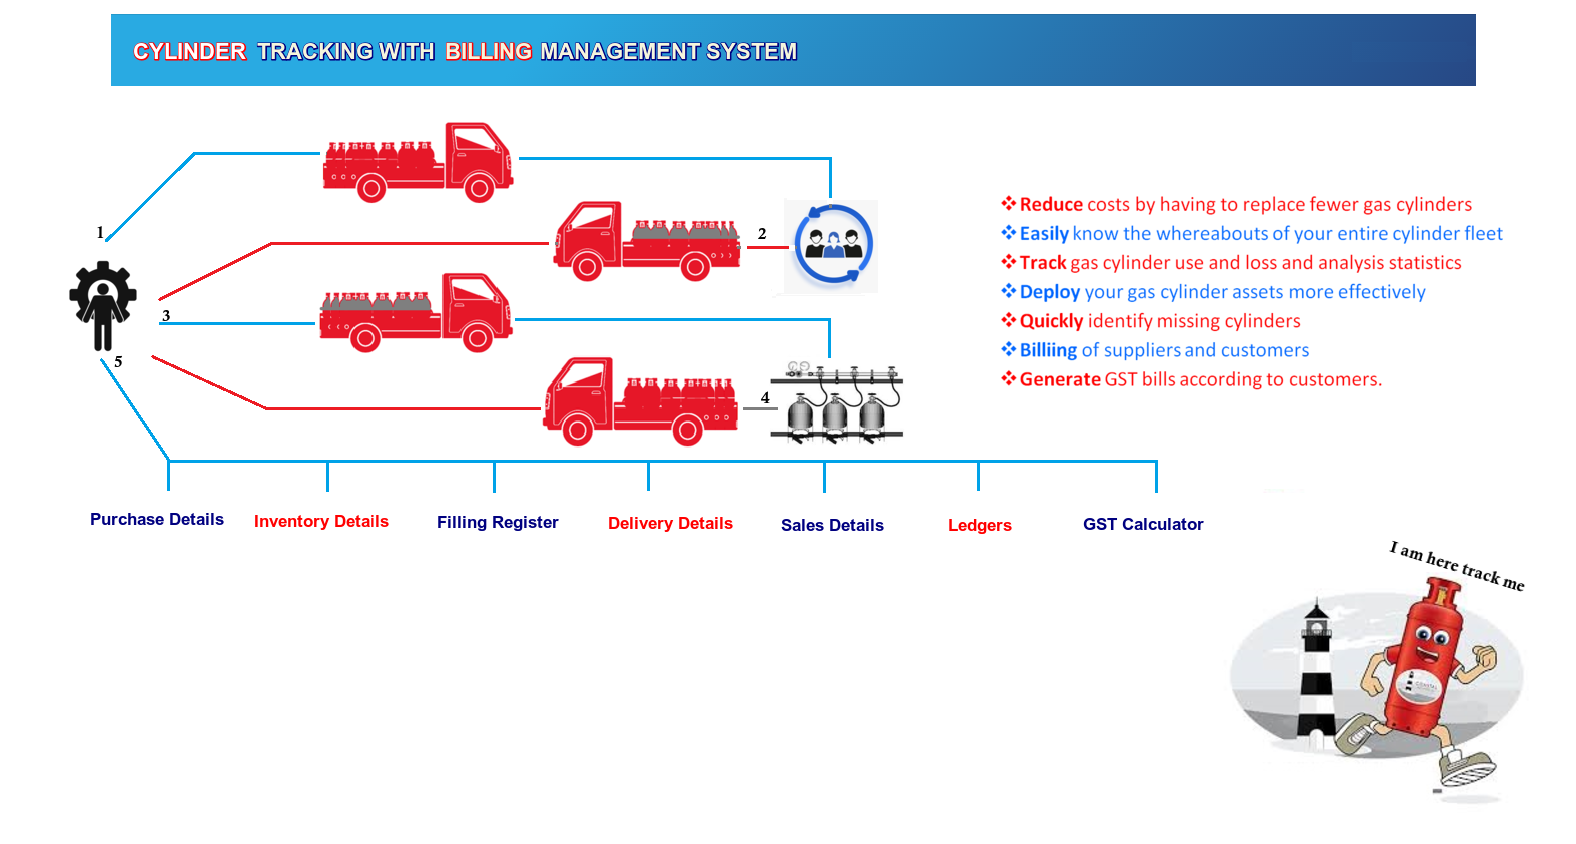 CYLINDER TRACKING WITH BILLING MANAGEMENT SYSTEM
1
2
3
5
4
❖ Reduce costs by having to replace fewer gas cylinders
❖ Easily know the whereabouts of your entire cylinder fleet
❖ Track gas cylinder use and loss and analysis statistics
❖ Deploy your gas cylinder assets more effectively
❖ Quickly identify missing cylinders
❖ Billiing of suppliers and customers
❖ Generate GST bills according to customers.
Purchase Details
Inventory Details
Filling Register
Delivery Details
Sales Details
Ledgers
GST Calculator
I am here track me
COASTAL